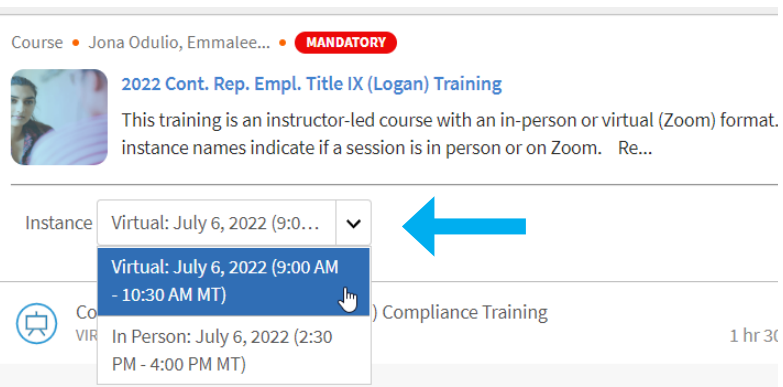 Course • Jona Odulio, Emmalee... • MANDATORY
2022 Cont. Rep. Empl. Title IX (Logan) Training
This training is an instructor-led course with an in-person or virtual (Zoom) format.
instance names indicate if a session is in person or on Zoom. Re...
Instance Virtual: July 6, 2022 (9:0...
Virtual: July 6, 2022 (9:00 AM
- 10:30 AM MT)
Co ) Compliance Training
VIR 1 hr 30
In Person: July 6, 2022 (2:30
PM - 4:00 PM MT)